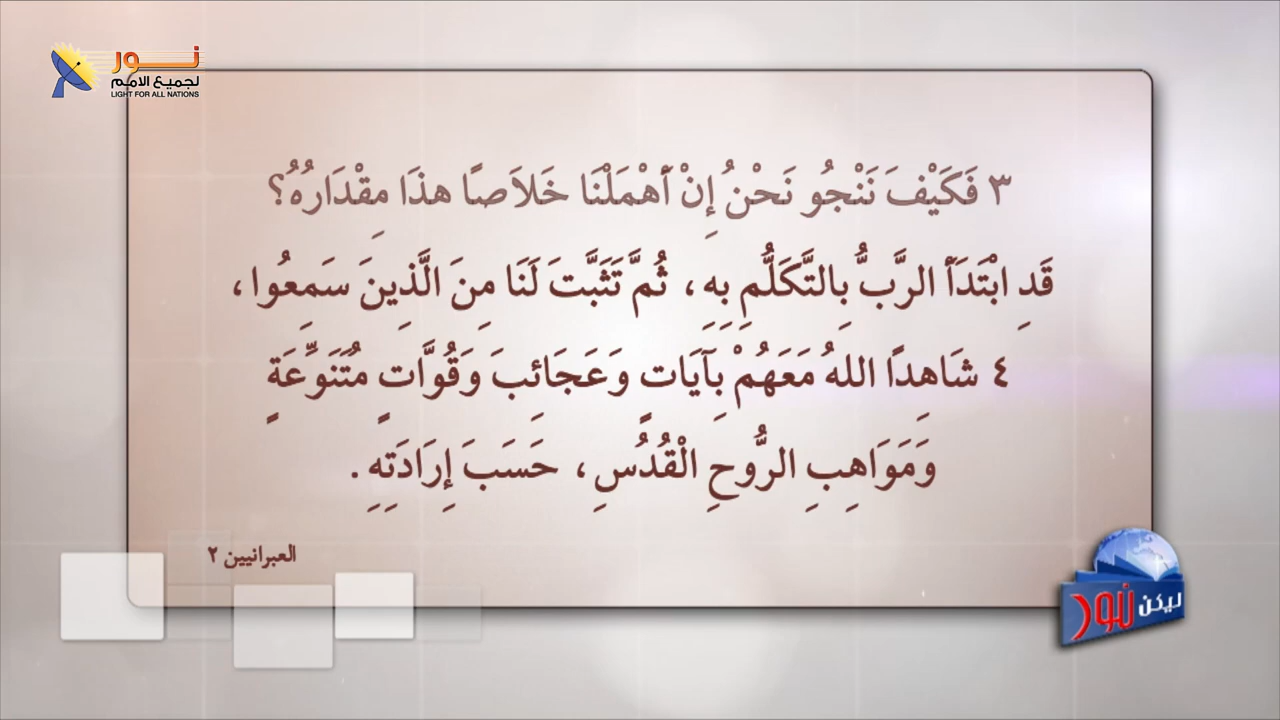 نور
لجميع الامم
LIGHT FOR ALL NATIONS
٣ فَكَيْفَ نَنْجُو نَحْنُ إِنْ أَهْمَلْنَا خَلاَصًا هذَا مِقْدَارُهُ؟
قَدِ ابْتَدَأَ الرَّبُّ بِالتَّكَلُّمِ بِهِ، ثُمَّ تَثَبَّتَ لَنَا مِنَ الَّذِينَ سَمِعُوا،
٤ شَاهِدًا اللهُ مَعَهُمْ بِآيَاتٍ وَعَجَائِبَ وَقُوَّاتٍ مُتَنَوِّعَةٍ
وَمَوَاهِبِ الرُّوحِ الْقُدُسِ، حَسَبَ إِرَادَتِهِ.
العبرانيين ٢
ليكن نور